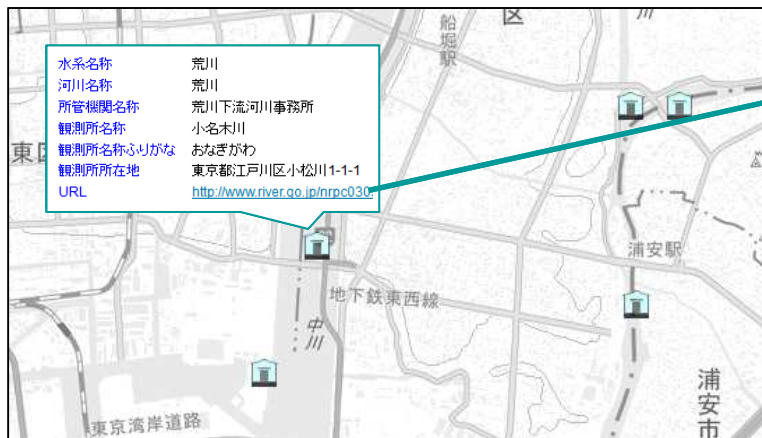 区
川
船堀駅
水系名称 荒川
河川名称 荒川
所管機関名称 荒川下流河川事務所
観測所名称 小名木川
観測所名称ふりがな おなぎがわ
観測所所在地 東京都江戸川区小松川1-1-1
URL http://www.river.go.jp/nrpc030
東区
浦安駅
地下鉄東西線
中川
浦安市
東京湾岸道路